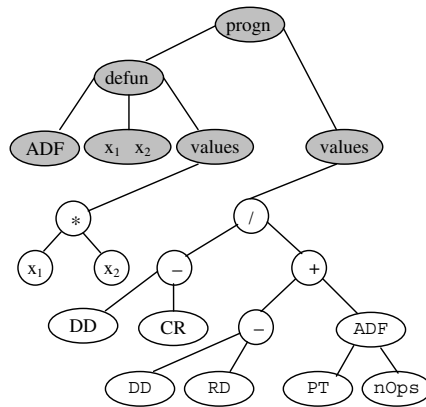 progn
defun
ADF
x₁ x₂
values
values
*
/
x₁
x₂
−
+
DD
CR
−
ADF
DD
RD
PT
nOps